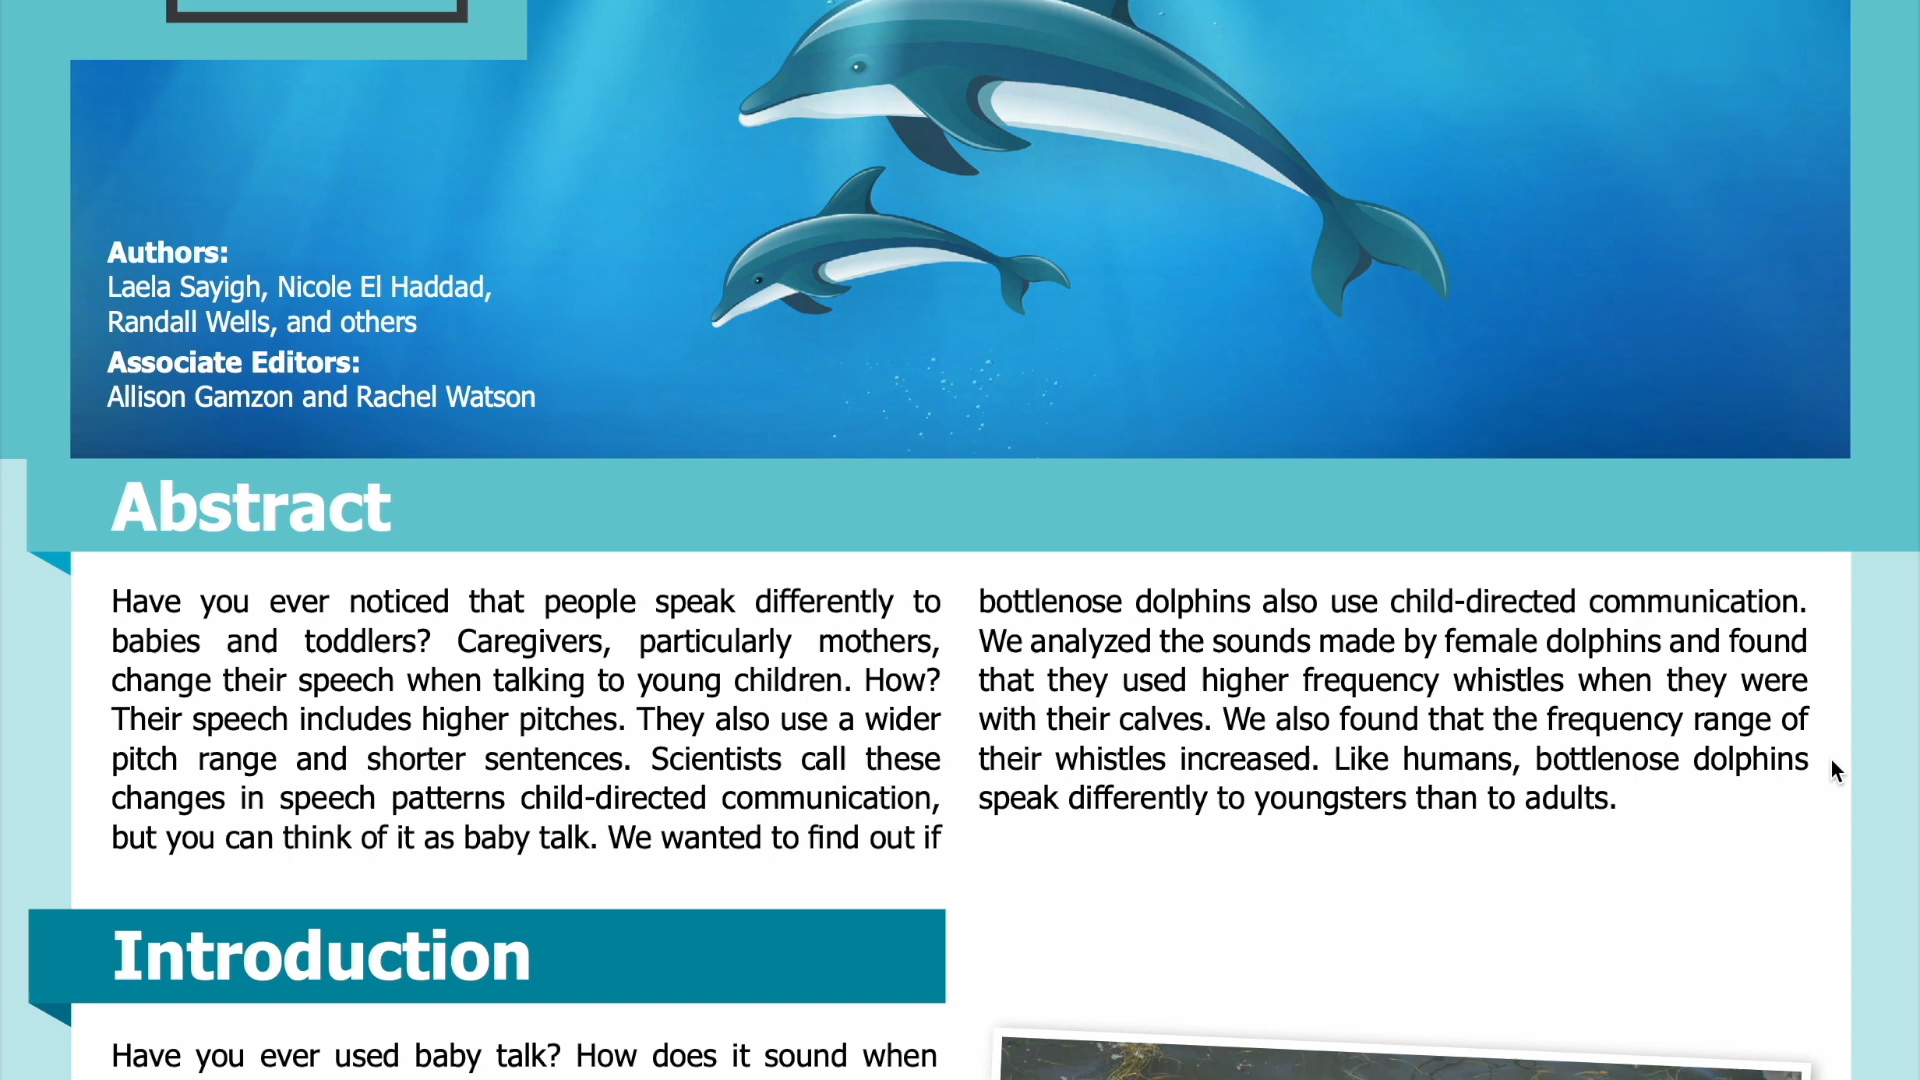 Authors:
Laela Sayigh, Nicole El Haddad,
Randall Wells, and others
Associate Editors:
Allison Gamzon and Rachel Watson
Abstract
Have you ever noticed that people speak differently to
babies and toddlers? Caregivers, particularly mothers,
change their speech when talking to young children. How?
Their speech includes higher pitches. They also use a wider
pitch range and shorter sentences. Scientists call these
changes in speech patterns child-directed communication,
but you can think of it as baby talk. We wanted to find out if
bottlenose dolphins also use child-directed communication.
We analyzed the sounds made by female dolphins and found
that they used higher frequency whistles when they were
with their calves. We also found that the frequency range of
their whistles increased. Like humans, bottlenose dolphins
speak differently to youngsters than to adults.
Introduction
Have you ever used baby talk? How does it sound when